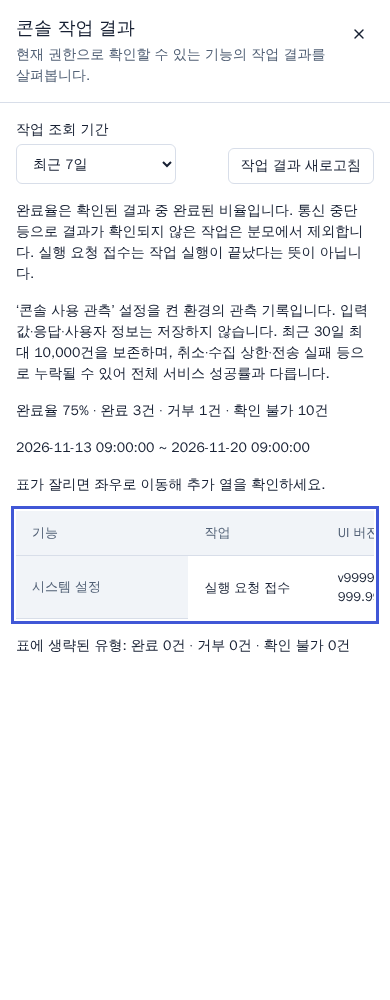 콘솔 작업 결과
현재 권한으로 확인할 수 있는 기능의 작업 결과를
살펴봅니다.
작업 조회 기간
최근 7일
작업 결과 새로고침
완료율은 확인된 결과 중 완료된 비율입니다. 통신 중단
등으로 결과가 확인되지 않은 작업은 분모에서 제외합니
다. 실행 요청 접수는 작업 실행이 끝났다는 뜻이 아닙니
다.
‘콘솔 사용 관측’ 설정을 켠 환경의 관측 기록입니다. 입력
값·응답·사용자 정보는 저장하지 않습니다. 최근 30일 최
대 10,000건을 보존하며, 취소·수집 상한·전송 실패 등으
로 누락될 수 있어 전체 서비스 성공률과 다릅니다.
완료율 75% · 완료 3건 · 거부 1건 · 확인 불가 10건
2026-11-13 09:00:00 ~ 2026-11-20 09:00:00
표가 잘리면 좌우로 이동해 추가 열을 확인하세요.
기능 작업 UI 버전
시스템 설정 실행 요청 접수 v9999
999.9
표에 생략된 유형: 완료 0건 · 거부 0건 · 확인 불가 0건